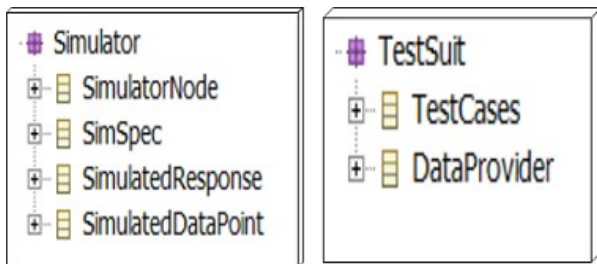 Simulator
SimulatorNode
SimSpec
SimulatedResponse
SimulatedDataPoint
TestSuit
TestCases
DataProvider